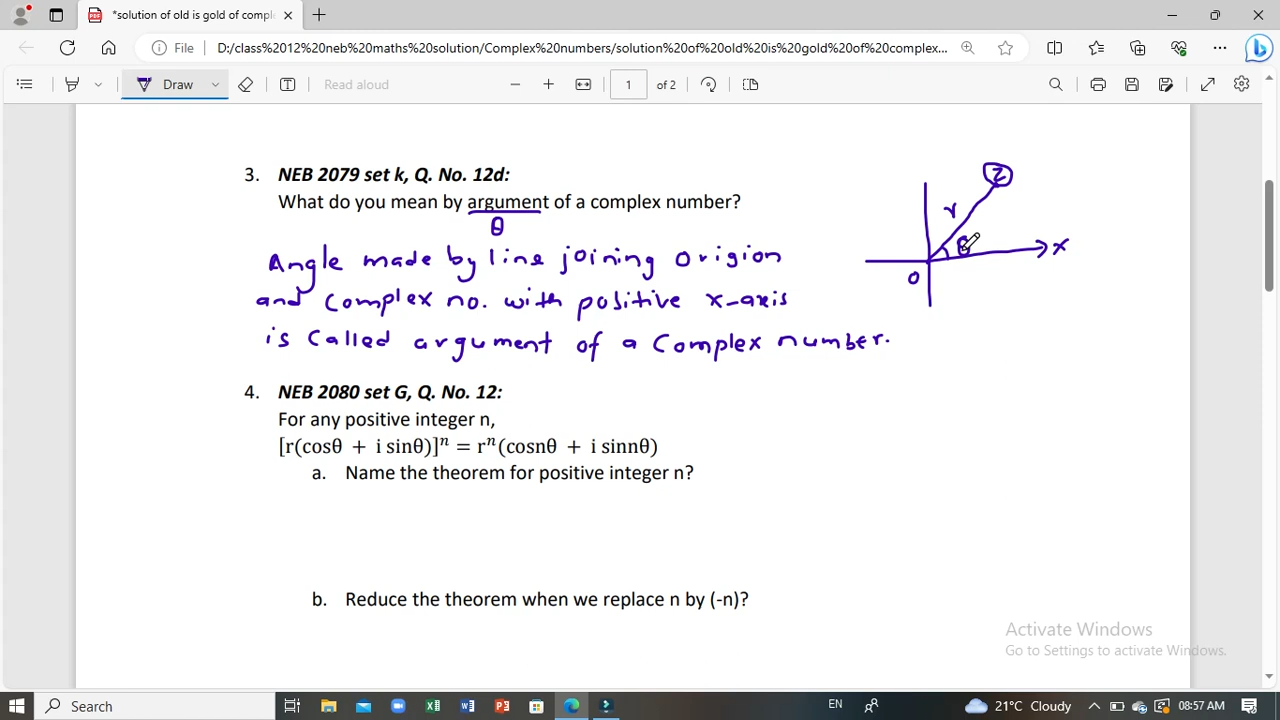 *solution of old is gold of compl
File D:/class%2012%20neb%20maths%20solution/Complex%20numbers/solution%20of%20old%20is%20gold%20of%20complex...
Draw Read aloud 1 of 2
3. NEB 2079 set k, Q. No. 12d:
What do you mean by argument of a complex number?
θ
Angle made by line joining origion
and complex no. with positive x-axis
is called argument of a complex number.
z
r
θ
x
o
4. NEB 2080 set G, Q. No. 12:
For any positive integer n,
[r(cosθ + i sinθ)]ⁿ = rⁿ(cosnθ + i sinnθ)
a. Name the theorem for positive integer n?
b. Reduce the theorem when we replace n by (-n)?
Activate Windows
Go to Settings to activate Windows.
Search EN 21°C Cloudy 08:57 AM